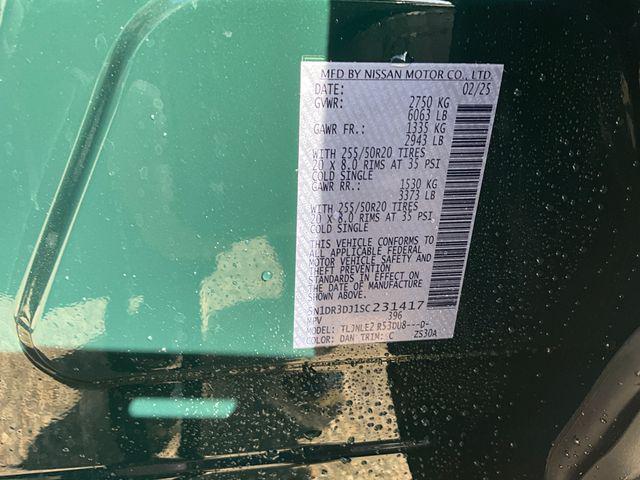 MFD BY NISSAN MOTOR CO., LTD.
DATE: 02/25
GVWR: 2750 KG
6063 LB
GAWR FR.: 1335 KG
2943 LB
WITH 255/50R20 TIRES
20 X 8.0 RIMS AT 35 PSI
COLD SINGLE
GAWR RR.: 1530 KG
3373 LB
WITH 255/50R20 TIRES
20 X 8.0 RIMS AT 35 PSI
COLD SINGLE
THIS VEHICLE CONFORMS TO
ALL APPLICABLE FEDERAL
MOTOR VEHICLE SAFETY AND
THEFT PREVENTION
STANDARDS IN EFFECT ON
THE DATE OF MANUFACTURE
SHOWN ABOVE.
5N1DR3DJ1SC231417
MPV 396
MODEL: TLJNLEZ R53DU8---D-
COLOR: DAN TRIM: C ZS30A